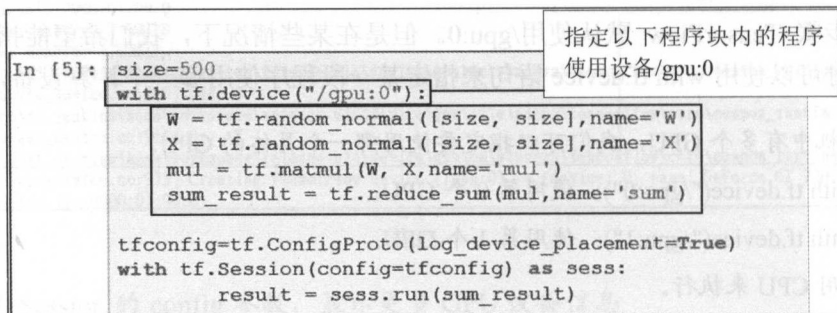 指定以下程序块内的程序
使用设备/gpu:0
In [5]: size=500
with tf.device("/gpu:0"):
W = tf.random_normal([size, size],name='W')
X = tf.random_normal([size, size],name='X')
mul = tf.matmul(W, X,name="mul")
sum_result = tf.reduce_sum(mul,name="sum")
tfconfig=tf.ConfigProto(log_device_placement=True)
with tf.Session(config=tfconfig) as sess:
result = sess.run(sum_result)